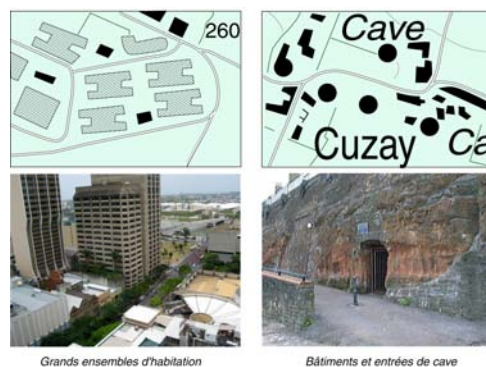 260
Cave
Cuzay
Ca
Grands ensembles d'habitation
Bâtiments et entrées de cave